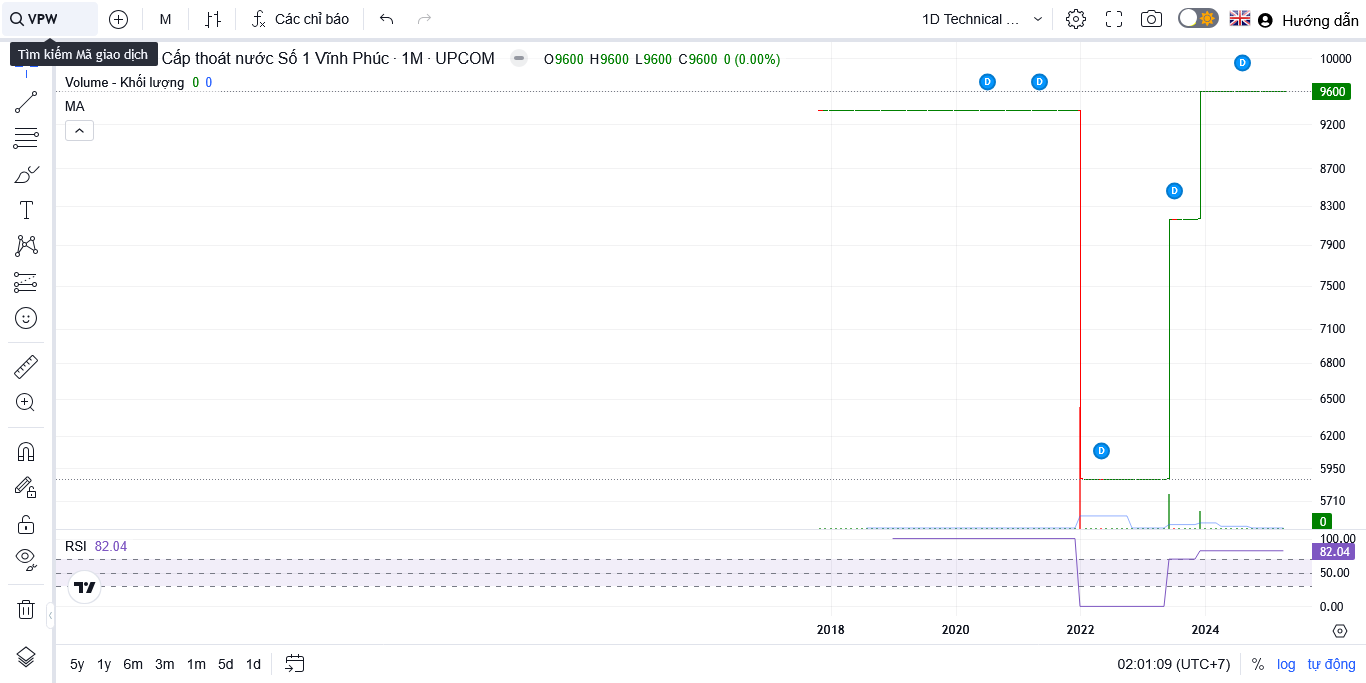 VPW
M
Các chỉ báo
1D Technical ...
Hướng dẫn
Tìm kiếm Mã giao dịch
Cấp thoát nước Số 1 Vĩnh Phúc · 1M · UPCOM
O9600 H9600 L9600 C9600 0 (0.00%)
Volume - Khối lượng 0 0
MA
D
D
D
D
D
10000
9600
9200
8700
8300
7900
7500
7100
6800
6500
6200
5950
5710
0
RSI 82.04
100.00
82.04
50.00
0.00
2018
2020
2022
2024
5y 1y 6m 3m 1m 5d 1d
02:01:09 (UTC+7)
%
log
tự động